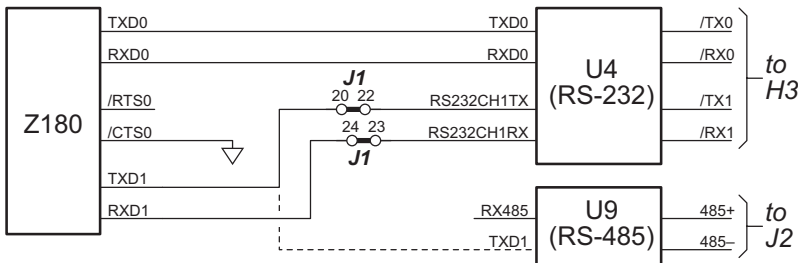 TXD0 TXD0 /TX0
RXD0 RXD0 /RX0
U4
(RS-232)
to
H3
J1
20 22 RS232CH1TX /TX1
/RTS0
Z180
/CTS0
24 23 RS232CH1RX /RX1
J1
TXD1
RXD1
RX485 485+
U9
(RS-485)
TXD1 485–
to
J2